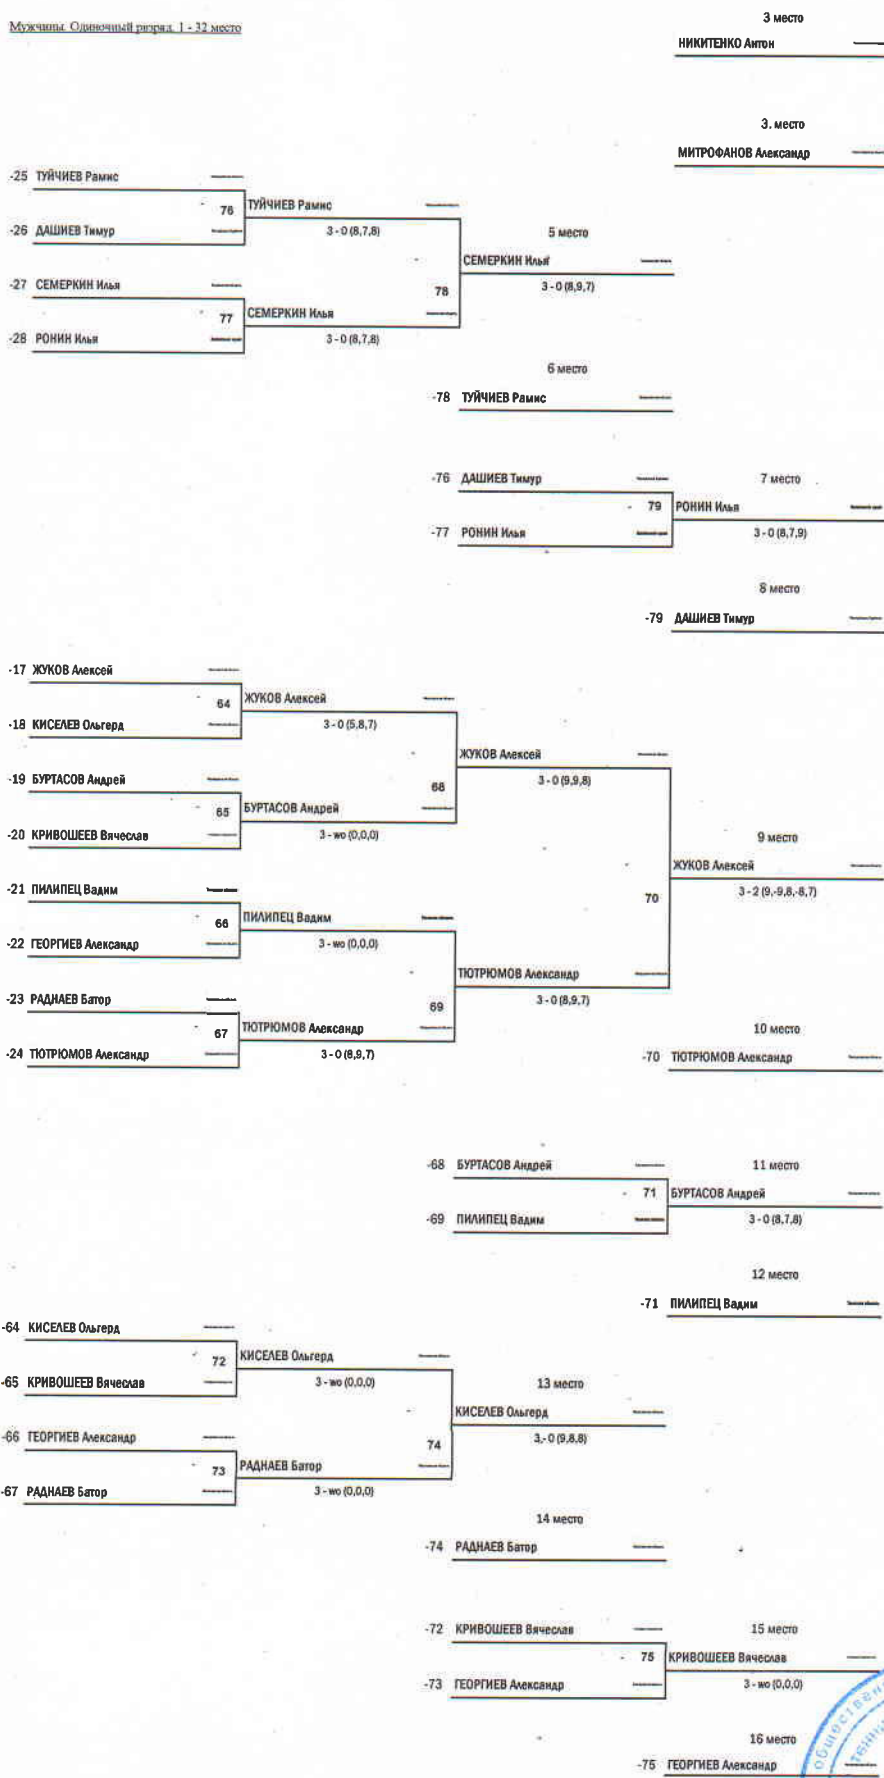 Мужчины. Одиночный разряд. 1 - 32 место
3 место
НИКИТЕНКО Антон
3. место
МИТРОФАНОВ Александр
-25 ТУЙЧИЕВ Рамис
76 ТУЙЧИЕВ Рамис
-26 ДАШИЕВ Тимур
3 - 0 (8,7,8)
5 место
СЕМЕРКИН Илья
-27 СЕМЕРКИН Илья
78
3 - 0 (8,9,7)
77 СЕМЕРКИН Илья
-28 РОНИН Илья
3 - 0 (8,7,8)
6 место
-78 ТУЙЧИЕВ Рамис
-76 ДАШИЕВ Тимур
7 место
79 РОНИН Илья
-77 РОНИН Илья
3 - 0 (8,7,9)
8 место
-79 ДАШИЕВ Тимур
-17 ЖУКОВ Алексей
64 ЖУКОВ Алексей
-18 КИСЕЛЕВ Ольгерд
3 - 0 (5,8,7)
ЖУКОВ Алексей
-19 БУРТАСОВ Андрей
68
3 - 0 (9,9,8)
65 БУРТАСОВ Андрей
-20 КРИВОШЕЕВ Вячеслав
3 - wo (0,0,0)
9 место
ЖУКОВ Алексей
-21 ПИЛИПЕЦ Вадим
70
3 - 2 (9,-9,8,-8,7)
66 ПИЛИПЕЦ Вадим
-22 ГЕОРГИЕВ Александр
3 - wo (0,0,0)
ТЮТРЮМОВ Александр
-23 РАДНАЕВ Батор
69
3 - 0 (8,9,7)
67 ТЮТРЮМОВ Александр
10 место
-24 ТЮТРЮМОВ Александр
3 - 0 (8,9,7)
-70 ТЮТРЮМОВ Александр
-68 БУРТАСОВ Андрей
11 место
71 БУРТАСОВ Андрей
-69 ПИЛИПЕЦ Вадим
3 - 0 (8,7,8)
12 место
-71 ПИЛИПЕЦ Вадим
-64 КИСЕЛЕВ Ольгерд
72 КИСЕЛЕВ Ольгерд
-65 КРИВОШЕЕВ Вячеслав
3 - wo (0,0,0)
13 место
КИСЕЛЕВ Ольгерд
-66 ГЕОРГИЕВ Александр
74
3,- 0 (9,8,8)
73 РАДНАЕВ Батор
-67 РАДНАЕВ Батор
3 - wo (0,0,0)
14 место
-74 РАДНАЕВ Батор
-72 КРИВОШЕЕВ Вячеслав
15 место
75 КРИВОШЕЕВ Вячеслав
-73 ГЕОРГИЕВ Александр
3 - wo (0,0,0)
16 место
-75 ГЕОРГИЕВ Александр